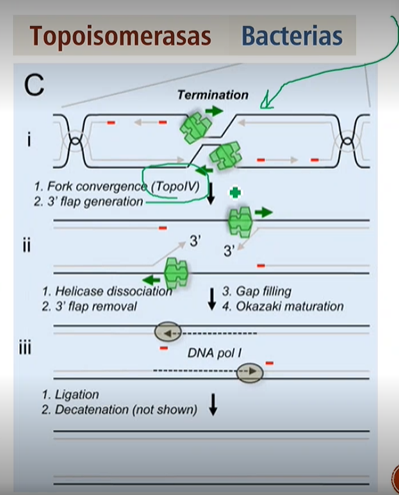 Topoisomerasas Bacterias
C
Termination
i
1. Fork convergence (TopoIV)
2. 3' flap generation
ii
3'
3'
1. Helicase dissociation
2. 3' flap removal
3. Gap filling
4. Okazaki maturation
iii
DNA pol I
1. Ligation
2. Decatenation (not shown)